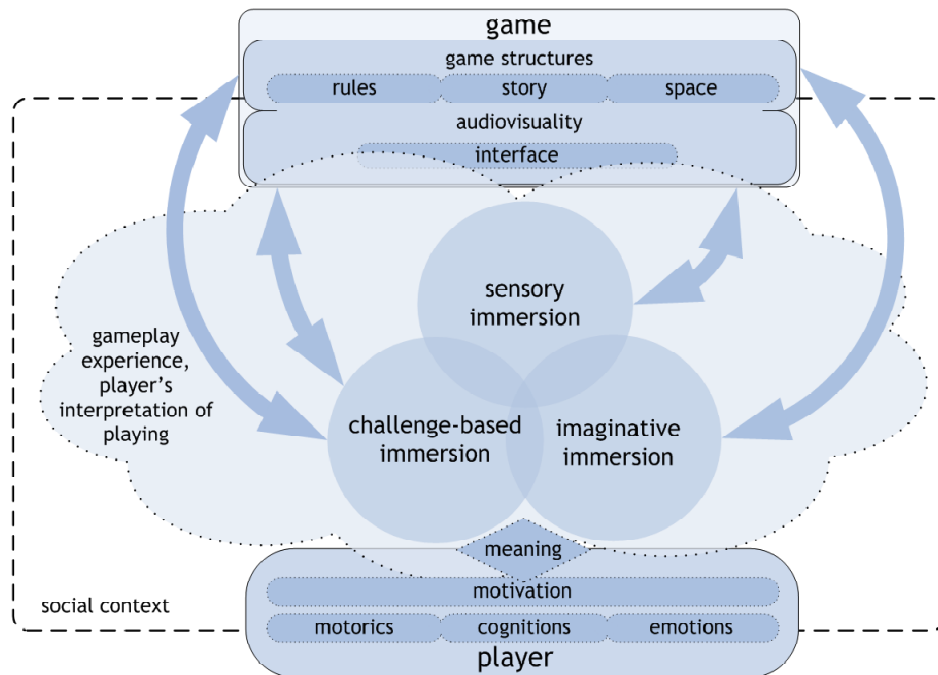 game
game structures
rules story space
audiovisuality
interface
sensory
immersion
gameplay
experience,
player's
interpretation of
playing
challenge-based
immersion
imaginative
immersion
meaning
motivation
social context
motorics cognitions emotions
player